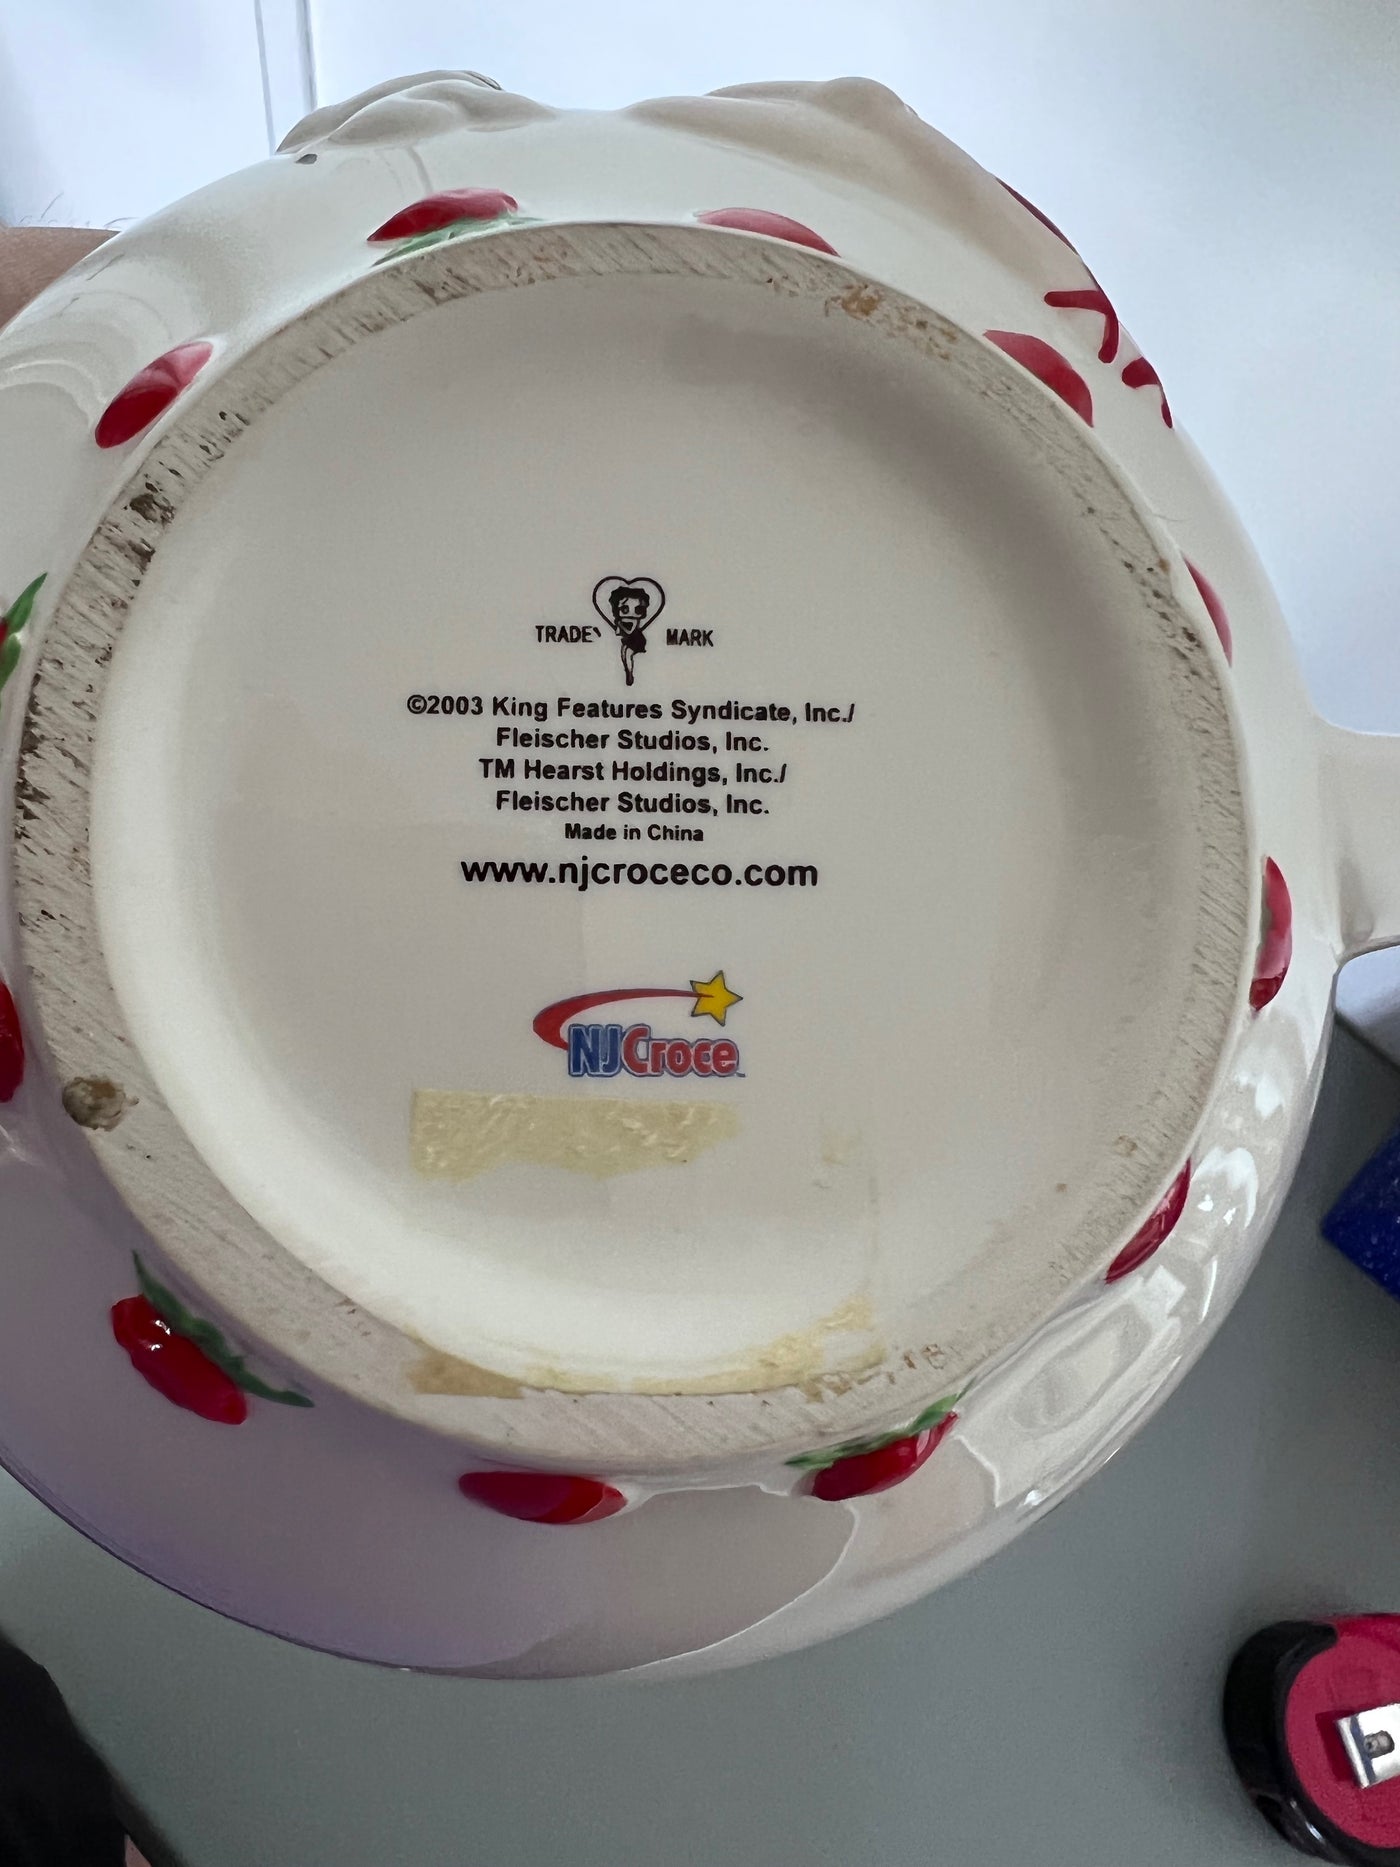 TRADE MARK
©2003 King Features Syndicate, Inc./
Fleischer Studios, Inc.
TM Hearst Holdings, Inc./
Fleischer Studios, Inc.
Made in China
www.njcroceco.com
NJCroce